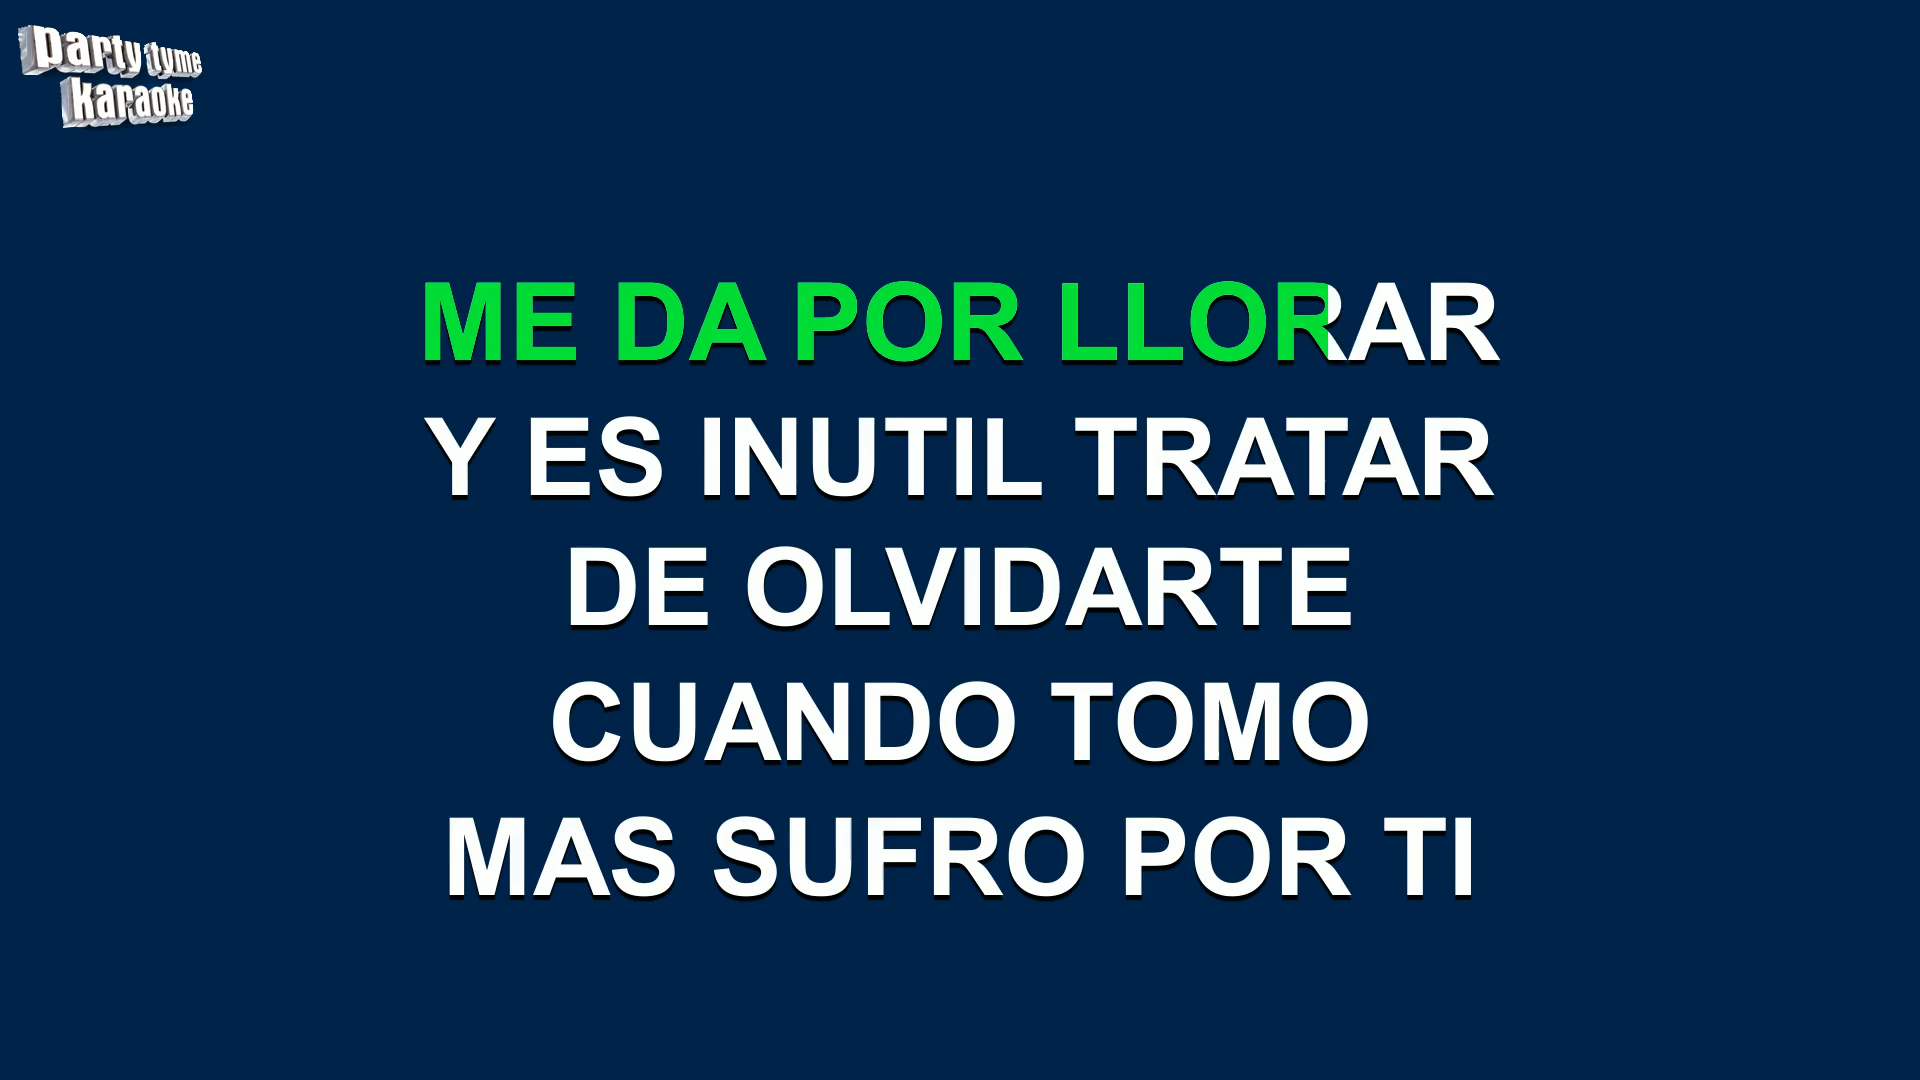 party tyme
karaoke
ME DA POR LLORAR
Y ES INUTIL TRATAR
DE OLVIDARTE
CUANDO TOMO
MAS SUFRO POR TI